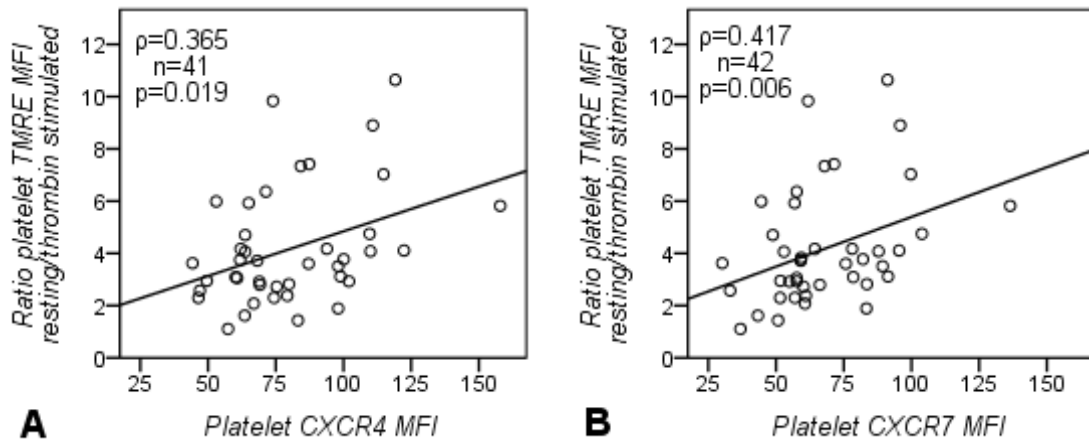 Ratio platelet TMRE MFI
resting/thrombin stimulated
12
10
8
6
4
2
0
ρ=0.365
n=41
p=0.019
25 50 75 100 125 150
A Platelet CXCR4 MFI
Ratio platelet TMRE MFI
resting/thrombin stimulated
12
10
8
6
4
2
0
ρ=0.417
n=42
p=0.006
25 50 75 100 125 150
B Platelet CXCR7 MFI